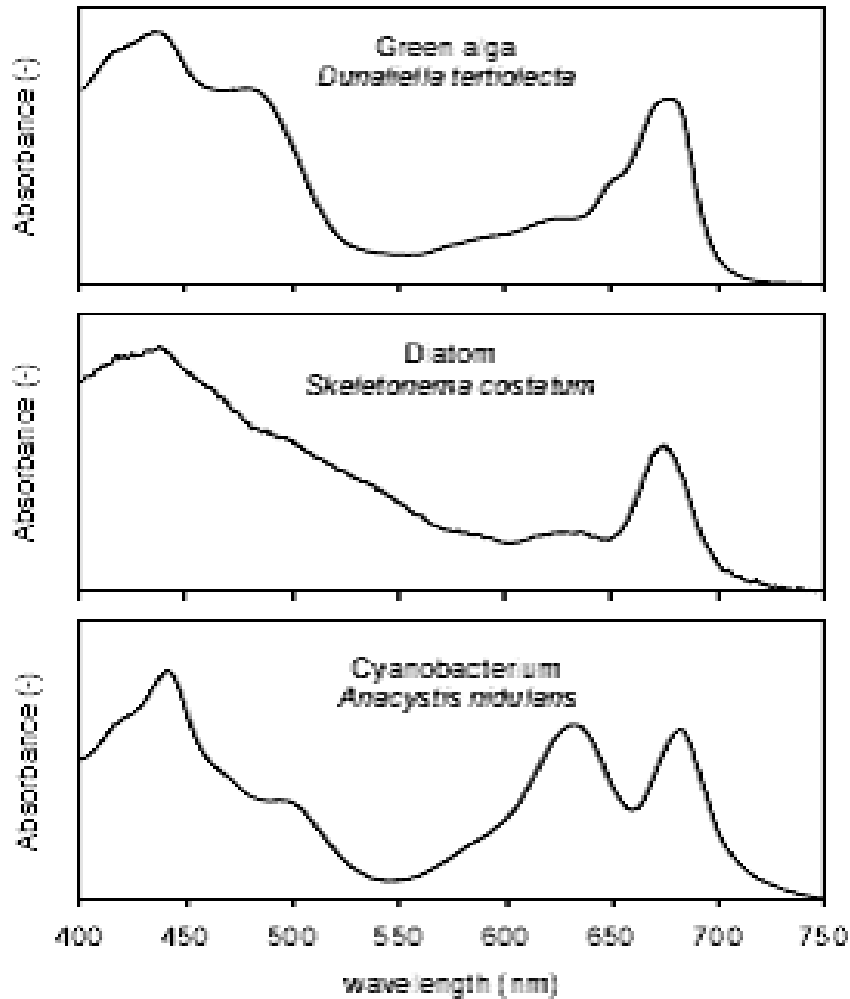 Absorbance (-)
Green alga
Dunaliella tertiolecta
Absorbance (-)
Diatom
Skeletonema costatum
Absorbance (-)
Cyanobacterium
Anacystis nidulans
400 450 500 550 600 650 700 750
wavelength (nm)